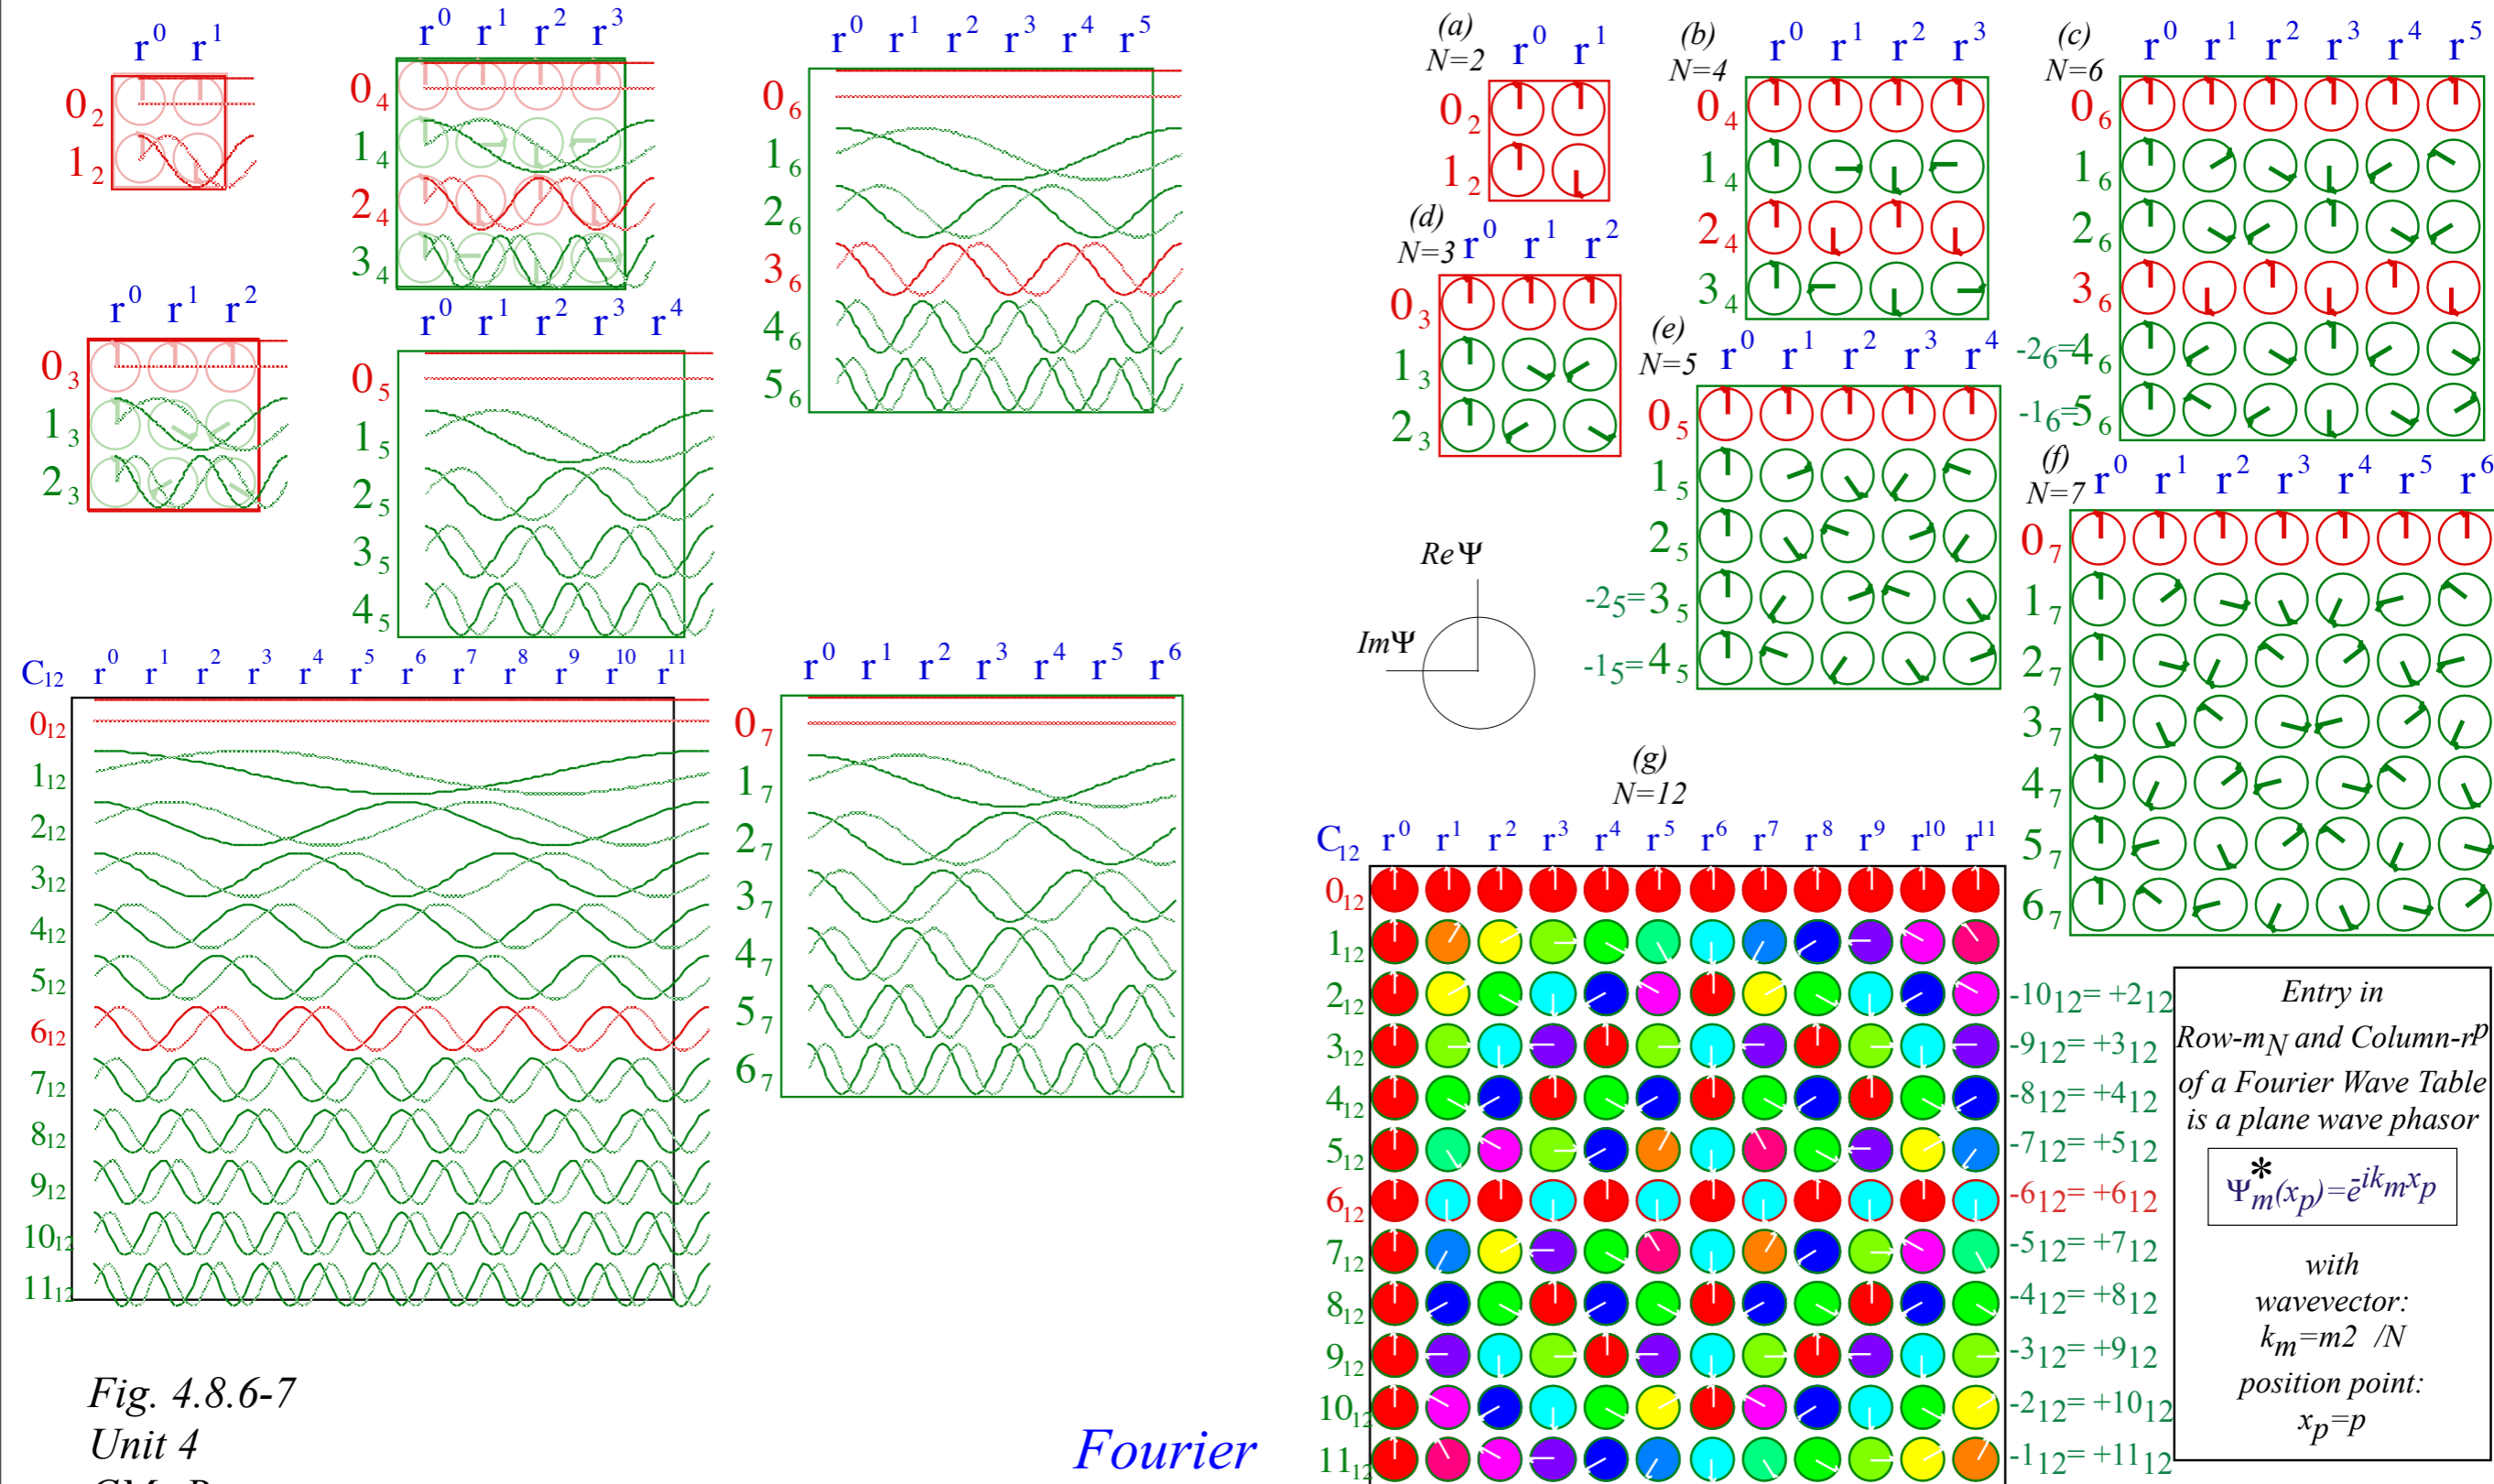 r⁰ r¹
0₂
1₂
r⁰ r¹ r² r³
0₄
1₄
2₄
3₄
r⁰ r¹ r² r³ r⁴ r⁵
0₆
1₆
2₆
3₆
4₆
5₆
r⁰ r¹ r²
0₃
1₃
2₃
r⁰ r¹ r² r³ r⁴
0₅
1₅
2₅
3₅
4₅
C₁₂ r⁰ r¹ r² r³ r⁴ r⁵ r⁶ r⁷ r⁸ r⁹ r¹⁰ r¹¹
0₁₂
1₁₂
2₁₂
3₁₂
4₁₂
5₁₂
6₁₂
7₁₂
8₁₂
9₁₂
10₁₂
11₁₂
r⁰ r¹ r² r³ r⁴ r⁵ r⁶
0₇
1₇
2₇
3₇
4₇
5₇
6₇
Fig. 4.8.6-7
Unit 4
Fourier
(a)
N=2 r⁰ r¹
0₂
1₂
(b)
N=4 r⁰ r¹ r² r³
0₄
1₄
2₄
3₄
(c)
N=6 r⁰ r¹ r² r³ r⁴ r⁵
0₆
1₆
2₆
3₆
-2₆=4₆
-1₆=5₆
(d)
N=3 r⁰ r¹ r²
0₃
1₃
2₃
(e)
N=5 r⁰ r¹ r² r³ r⁴
0₅
1₅
2₅
-2₅=3₅
-1₅=4₅
(f)
N=7 r⁰ r¹ r² r³ r⁴ r⁵ r⁶
0₇
1₇
2₇
3₇
4₇
5₇
6₇
Re Ψ
Im Ψ
(g)
N=12
C₁₂ r⁰ r¹ r² r³ r⁴ r⁵ r⁶ r⁷ r⁸ r⁹ r¹⁰ r¹¹
0₁₂
1₁₂
2₁₂ -10₁₂= +2₁₂
3₁₂ -9₁₂= +3₁₂
4₁₂ -8₁₂= +4₁₂
5₁₂ -7₁₂= +5₁₂
6₁₂ -6₁₂= +6₁₂
7₁₂ -5₁₂= +7₁₂
8₁₂ -4₁₂= +8₁₂
9₁₂ -3₁₂= +9₁₂
10₁₂ -2₁₂= +10₁₂
11₁₂ -1₁₂= +11₁₂
Entry in
Row-m_N and Column-rᵖ
of a Fourier Wave Table
is a plane wave phasor
Ψ*_m(x_p)=e^-ik_m x_p
with
wavevector:
k_m=m2 /N
position point:
x_p=p